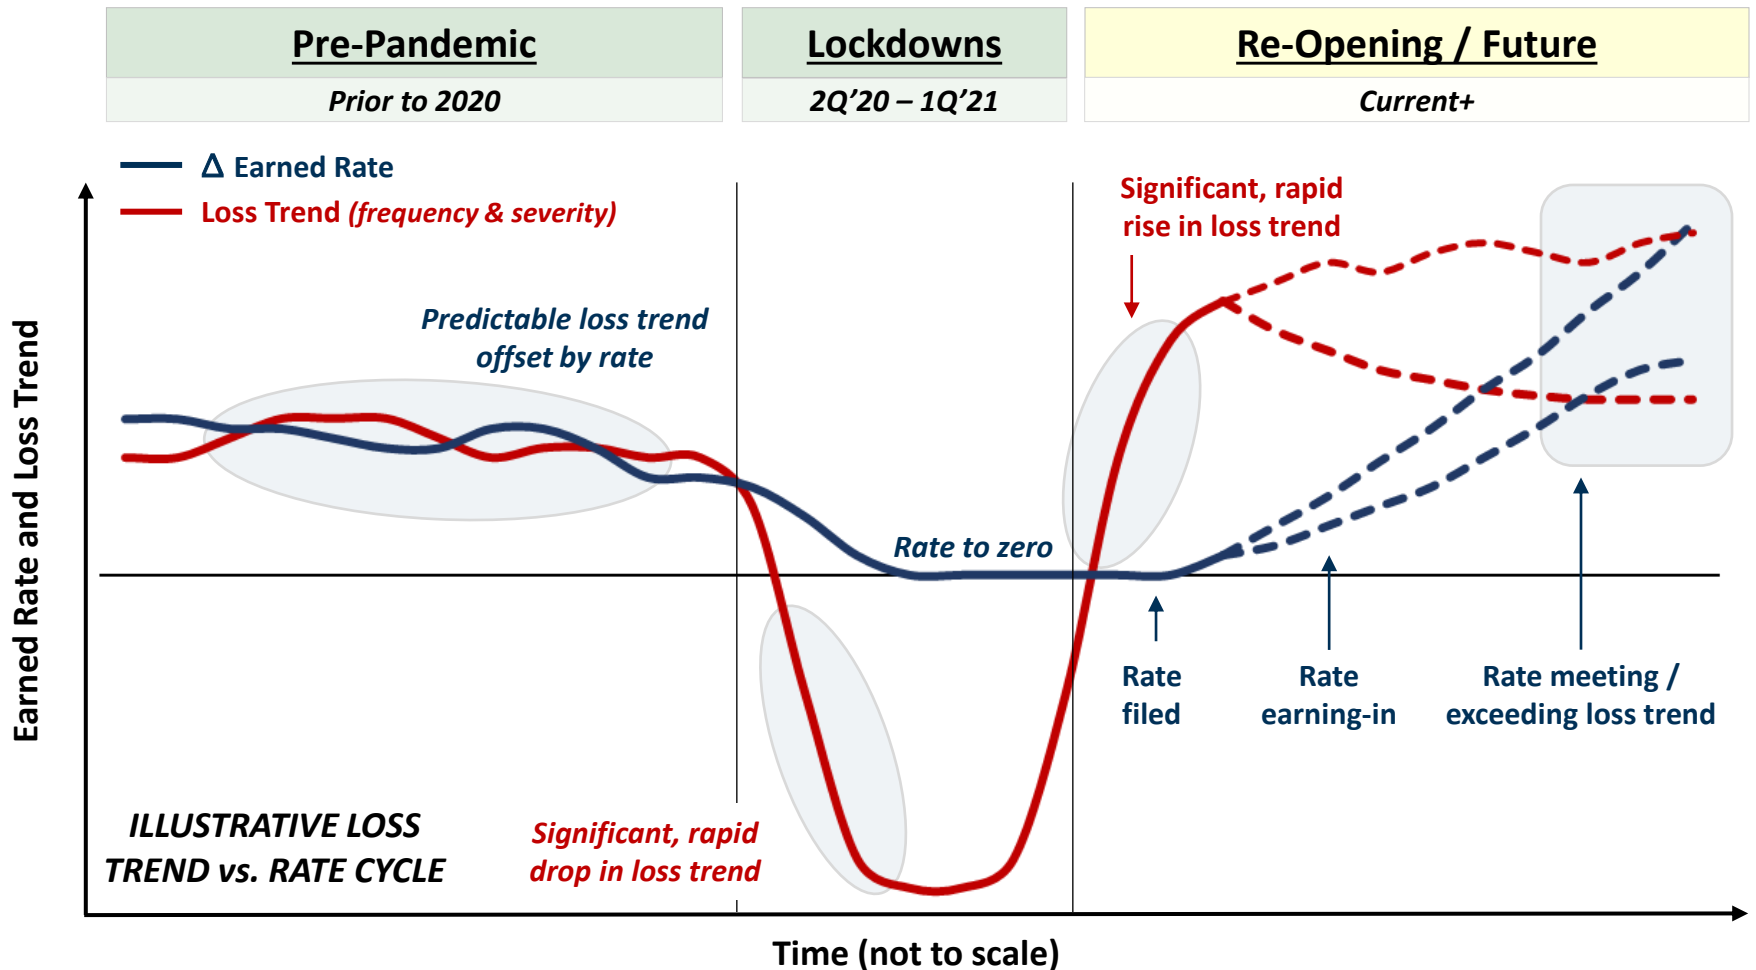 Pre-Pandemic
Lockdowns
Re-Opening / Future
Prior to 2020
2Q’20 – 1Q’21
Current+
Δ Earned Rate
Loss Trend (frequency & severity)
Significant, rapid
rise in loss trend
Predictable loss trend
offset by rate
Rate to zero
Rate
filed
Rate
earning-in
Rate meeting /
exceeding loss trend
Significant, rapid
drop in loss trend
ILLUSTRATIVE LOSS
TREND vs. RATE CYCLE
Earned Rate and Loss Trend
Time (not to scale)